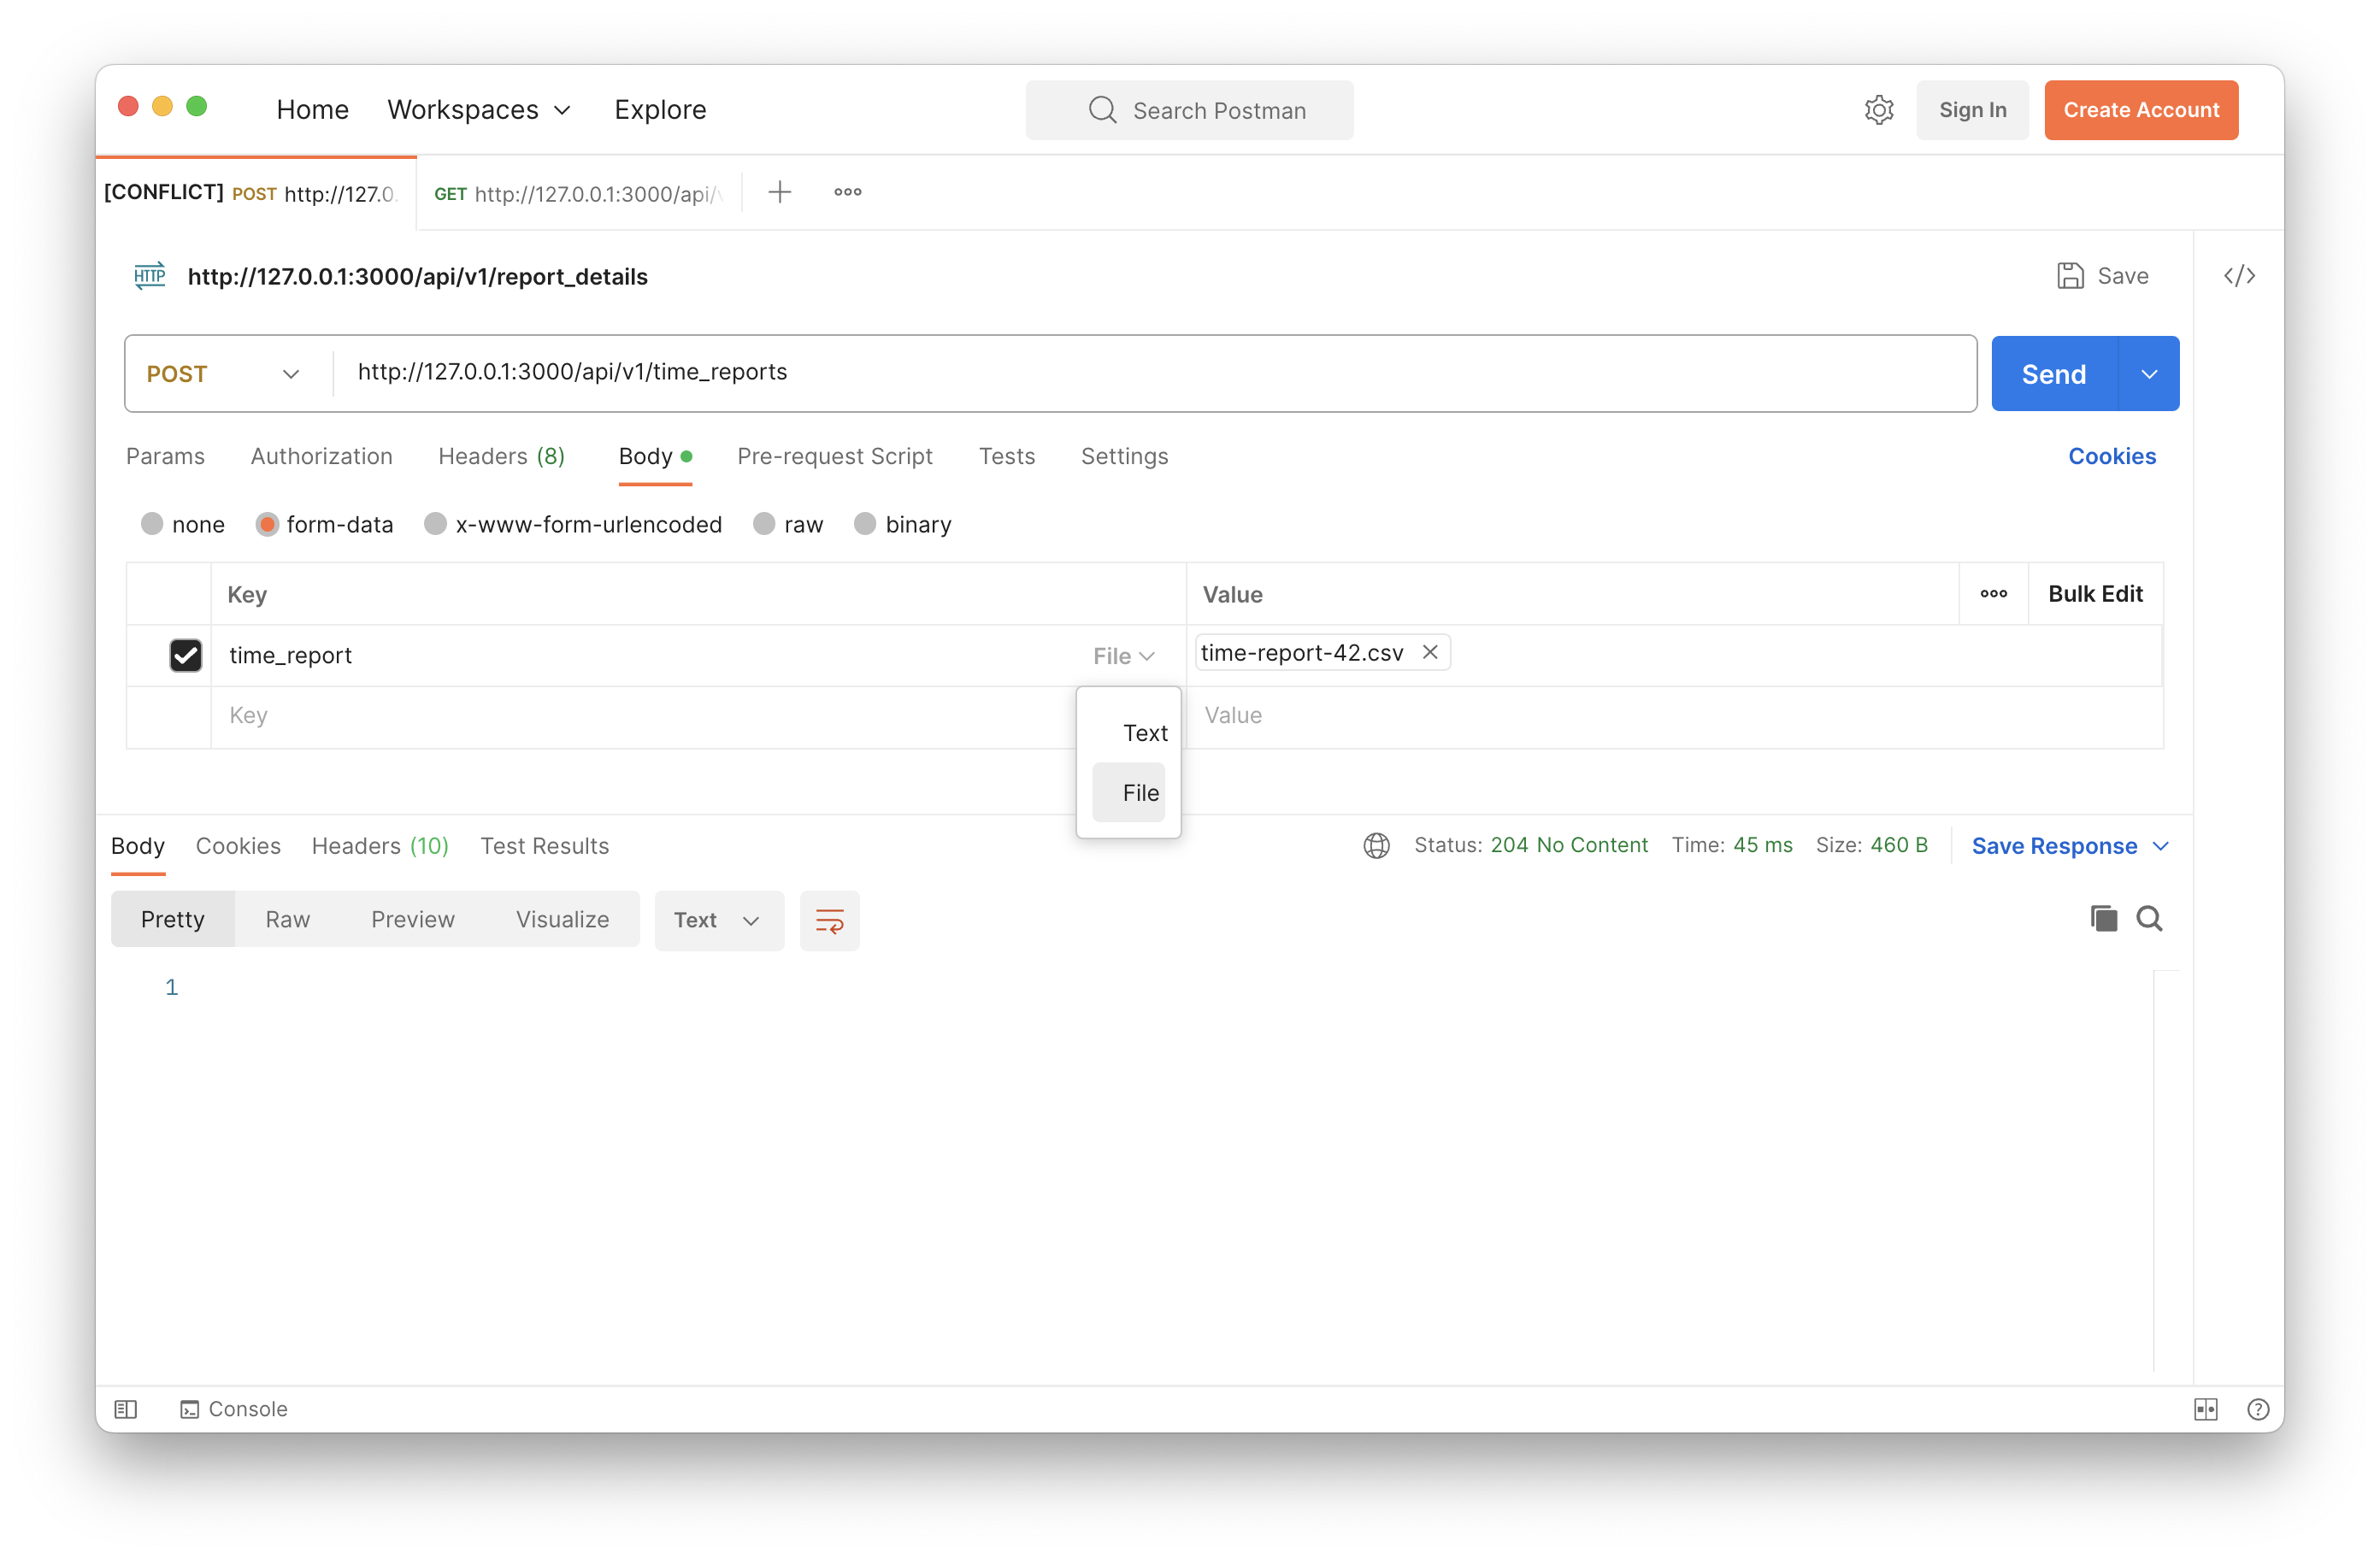 Home Workspaces Explore Search Postman Sign In Create Account
[CONFLICT] POST http://127.0. GET http://127.0.0.1:3000/api/v
HTTP http://127.0.0.1:3000/api/v1/report_details Save </>
POST http://127.0.0.1:3000/api/v1/time_reports Send
Params Authorization Headers (8) Body Pre-request Script Tests Settings Cookies
none form-data x-www-form-urlencoded raw binary
Key Value Bulk Edit
time_report File time-report-42.csv
Key Value
Text
File
Body Cookies Headers (10) Test Results Status: 204 No Content Time: 45 ms Size: 460 B Save Response
Pretty Raw Preview Visualize Text
1
Console